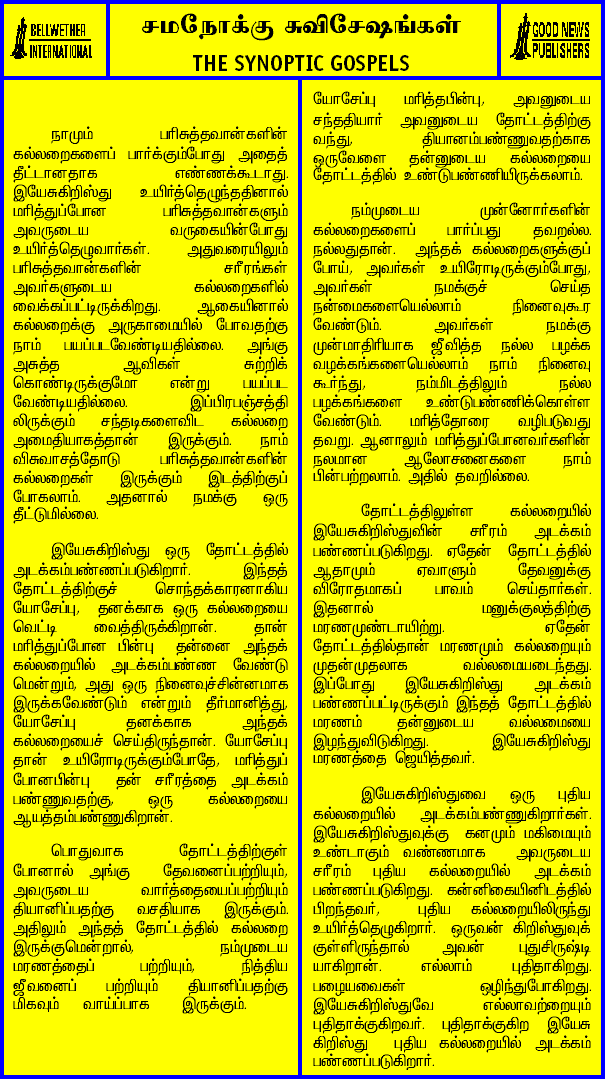 BELLWETHER
INTERNATIONAL
சமநோக்கு சுவிசேஷங்கள்
THE SYNOPTIC GOSPELS
GOOD NEWS
PUBLISHERS
நாமும் பரிசுத்தவான்களின்
கல்லறைகளைப் பார்க்கும்போது அதைத்
தீட்டானதாக எண்ணக்கூடாது.
இயேசுகிறிஸ்து உயிர்த்தெழுந்ததினால்
மரித்துப்போன பரிசுத்தவான்களும்
அவருடைய வருகையின்போது
உயிர்த்தெழுவார்கள். அதுவரையிலும்
பரிசுத்தவான்களின் சரீரங்கள்
அவர்களுடைய கல்லறைகளில்
வைக்கப்பட்டிருக்கிறது. ஆகையினால்
கல்லறைக்கு அருகாமையில் போவதற்கு
நாம் பயப்படவேண்டியதில்லை. அங்கு
அசுத்த ஆவிகள் சுற்றிக்
கொண்டிருக்குமோ என்று பயப்பட
வேண்டியதில்லை. இப்பிரபஞ்சத்தி
லிருக்கும் சந்தடிகளைவிட கல்லறை
அமைதியாகத்தான் இருக்கும். நாம்
விசுவாசத்தோடு பரிசுத்தவான்களின்
கல்லறைகள் இருக்கும் இடத்திற்குப்
போகலாம். அதனால் நமக்கு ஒரு
தீட்டுமில்லை.
இயேசுகிறிஸ்து ஒரு தோட்டத்தில்
அடக்கம்பண்ணப்படுகிறார். இந்தத்
தோட்டத்திற்குச் சொந்தக்காரனாகிய
யோசேப்பு, தனக்காக ஒரு கல்லறையை
வெட்டி வைத்திருக்கிறான். தான்
மரித்துப்போன பின்பு தன்னை அந்தக்
கல்லறையில் அடக்கம்பண்ண வேண்டு
மென்றும், அது ஒரு நினைவுச்சின்னமாக
இருக்கவேண்டும் என்றும் தீர்மானித்து,
யோசேப்பு தனக்காக அந்தக்
கல்லறையைச் செய்திருந்தான். யோசேப்பு
தான் உயிரோடிருக்கும்போதே, மரித்துப்
போனபின்பு தன் சரீரத்தை அடக்கம்
பண்ணுவதற்கு, ஒரு கல்லறையை
ஆயத்தம்பண்ணுகிறான்.
பொதுவாக தோட்டத்திற்குள்
போனால் அங்கு தேவனைப்பற்றியும்,
அவருடைய வார்த்தையைப்பற்றியும்
தியானிப்பதற்கு வசதியாக இருக்கும்.
அதிலும் அந்தத் தோட்டத்தில் கல்லறை
இருக்குமென்றால், நம்முடைய
மரணத்தைப் பற்றியும், நித்திய
ஜீவனைப் பற்றியும் தியானிப்பதற்கு
மிகவும் வாய்ப்பாக இருக்கும்.
யோசேப்பு மரித்தபின்பு, அவனுடைய
சந்ததியார் அவனுடைய தோட்டத்திற்கு
வந்து, தியானம்பண்ணுவதற்காக
ஒருவேளை தன்னுடைய கல்லறையை
தோட்டத்தில் உண்டுபண்ணியிருக்கலாம்.
நம்முடைய முன்னோர்களின்
கல்லறைகளைப் பார்ப்பது தவறல்ல.
நல்லதுதான். அந்தக் கல்லறைகளுக்குப்
போய், அவர்கள் உயிரோடிருக்கும்போது,
அவர்கள் நமக்குச் செய்த
நன்மைகளையெல்லாம் நினைவுகூர
வேண்டும். அவர்கள் நமக்கு
முன்மாதிரியாக ஜீவித்த நல்ல பழக்க
வழக்கங்களையெல்லாம் நாம் நினைவு
கூர்ந்து, நம்மிடத்திலும் நல்ல
பழக்கங்களை உண்டுபண்ணிக்கொள்ள
வேண்டும். மரித்தோரை வழிபடுவது
தவறு. ஆனாலும் மரித்துப்போனவர்களின்
நலமான ஆலோசனைகளை நாம்
பின்பற்றலாம். அதில் தவறில்லை.
தோட்டத்திலுள்ள கல்லறையில்
இயேசுகிறிஸ்துவின் சரீரம் அடக்கம்
பண்ணப்படுகிறது. ஏதேன் தோட்டத்தில்
ஆதாமும் ஏவாளும் தேவனுக்கு
விரோதமாகப் பாவம் செய்தார்கள்.
இதனால் மனுக்குலத்திற்கு
மரணமுண்டாயிற்று. ஏதேன்
தோட்டத்தில்தான் மரணமும் கல்லறையும்
முதன்முதலாக வல்லமையடைந்தது.
இப்போது இயேசுகிறிஸ்து அடக்கம்
பண்ணப்பட்டிருக்கும் இந்தத் தோட்டத்தில்
மரணம் தன்னுடைய வல்லமையை
இழந்துவிடுகிறது. இயேசுகிறிஸ்து
மரணத்தை ஜெயித்தவர்.
இயேசுகிறிஸ்துவை ஒரு புதிய
கல்லறையில் அடக்கம்பண்ணுகிறார்கள்.
இயேசுகிறிஸ்துவுக்கு கனமும் மகிமையும்
உண்டாகும் வண்ணமாக அவருடைய
சரீரம் புதிய கல்லறையில் அடக்கம்
பண்ணப்படுகிறது. கன்னிகையினிடத்தில்
பிறந்தவர், புதிய கல்லறையிலிருந்து
உயிர்த்தெழுகிறார். ஒருவன் கிறிஸ்துவுக்
குள்ளிருந்தால் அவன் புதுசிருஷ்டி
யாகிறான். எல்லாம் புதிதாகிறது.
பழையவைகள் ஒழிந்துபோகிறது.
இயேசுகிறிஸ்துவே எல்லாவற்றையும்
புதிதாக்குகிறவர். புதிதாக்குகிற இயேசு
கிறிஸ்து புதிய கல்லறையில் அடக்கம்
பண்ணப்படுகிறார்.